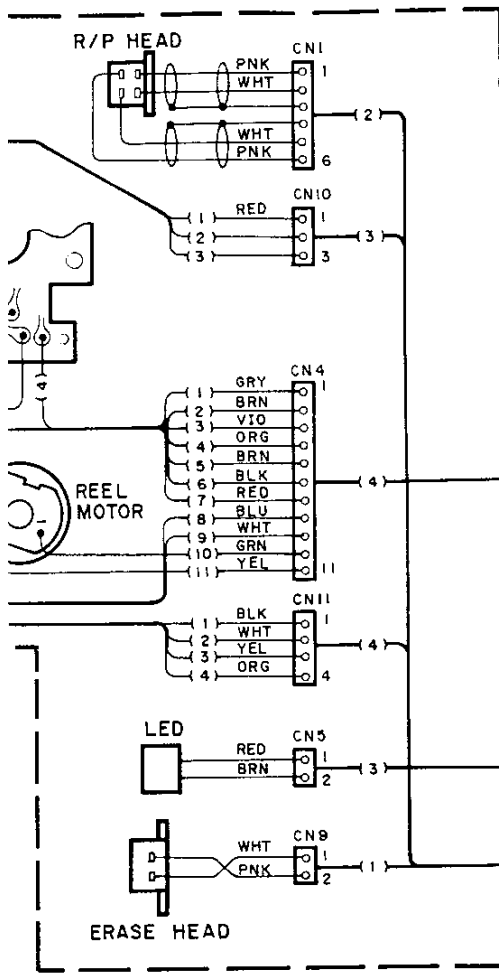 R/P HEAD
CN1
PNK 1
WHT
(2)
WHT
PNK 6
CN10
(1) RED 1
(2) (3)
(3) 3
CN4
(4)
(1) GRY 1
(2) BRN
(3) VIO
(4) ORG
(5) BRN
(6) BLK (4)
(7) RED
(8) BLU
(9) WHT
(10) GRN
(11) YEL 11
REEL
MOTOR
1
CN11
(1) BLK 1
(2) WHT (4)
(3) YEL
(4) ORG 4
LED
CN5
RED 1
(3)
BRN 2
CN9
WHT 1
(1)
PNK 2
ERASE HEAD